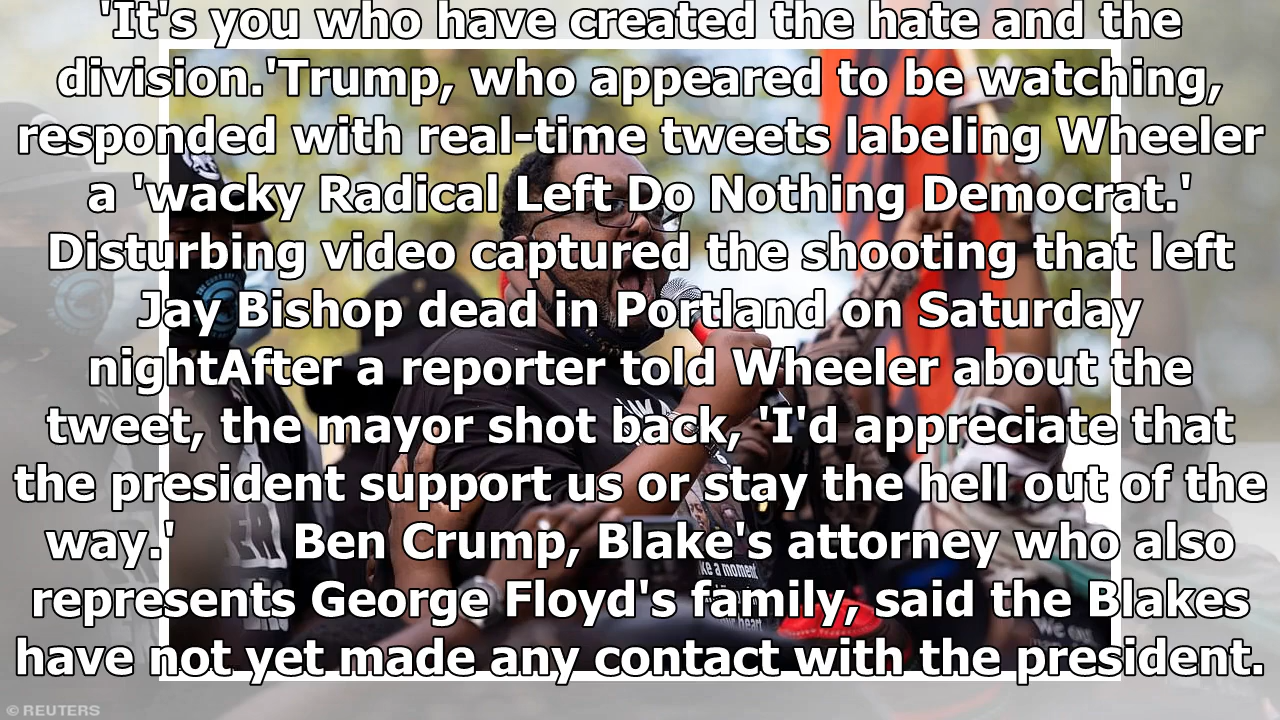 'It's you who have created the hate and the
division.'Trump, who appeared to be watching,
responded with real-time tweets labeling Wheeler
a 'wacky Radical Left Do Nothing Democrat.'
Disturbing video captured the shooting that left
Jay Bishop dead in Portland on Saturday
nightAfter a reporter told Wheeler about the
tweet, the mayor shot back, 'I'd appreciate that
the president support us or stay the hell out of the
way.' Ben Crump, Blake's attorney who also
represents George Floyd's family, said the Blakes
have not yet made any contact with the president.
ke a moment
© REUTERS